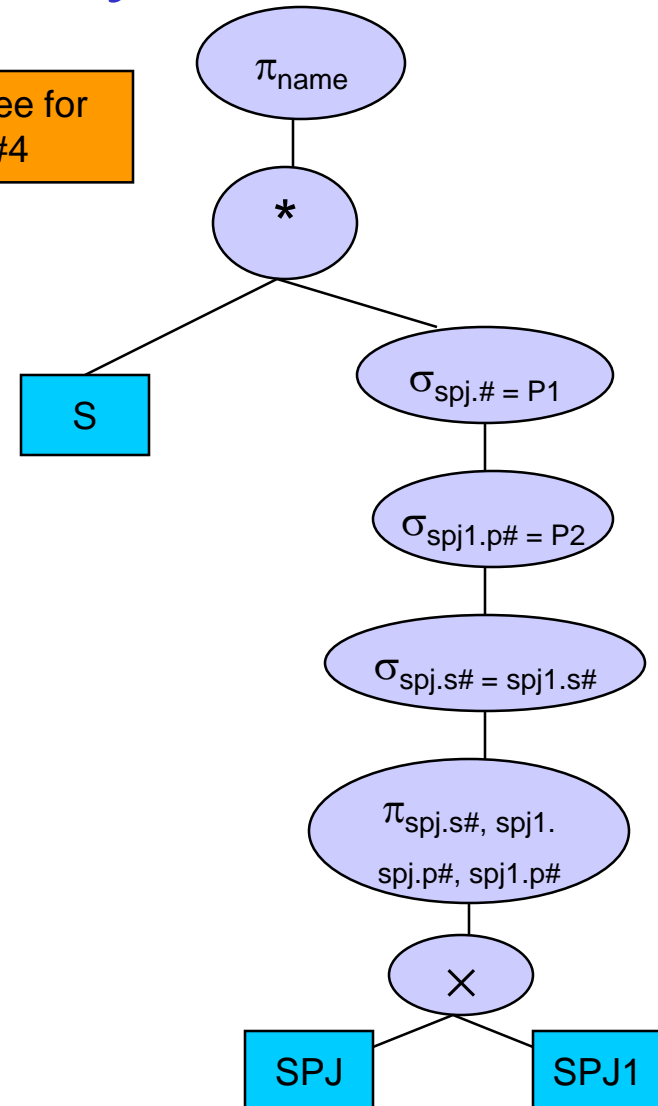 π name
ee for
#4
*
S
σ spj.# = P1
σ spj1.p# = P2
σ spj.s# = spj1.s#
π spj.s#, spj1.
spj.p#, spj1.p#
×
SPJ
SPJ1